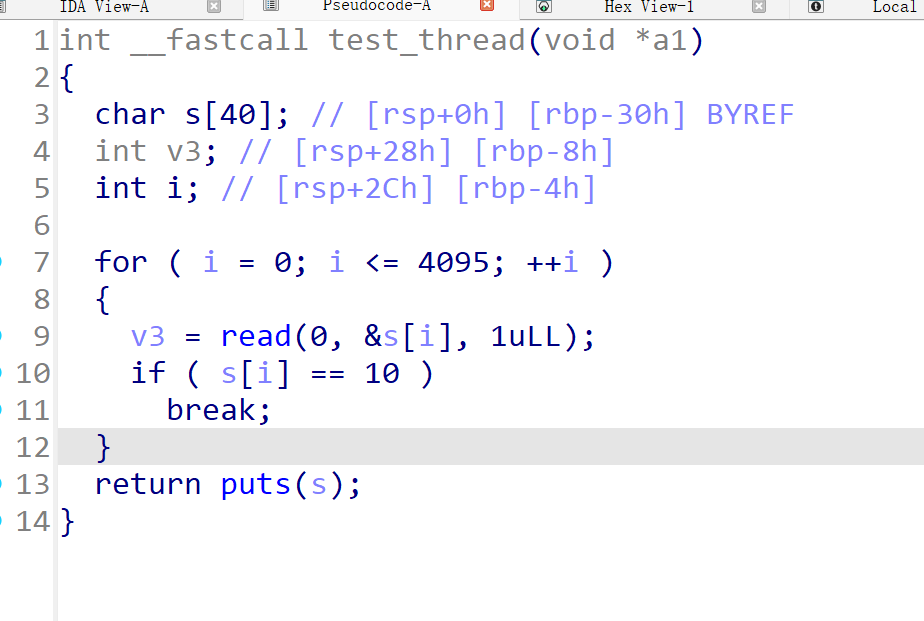 IDA View-A Pseudocode-A Hex View-1 Local
1 int __fastcall test_thread(void *a1)
2 {
3   char s[40]; // [rsp+0h] [rbp-30h] BYREF
4   int v3; // [rsp+28h] [rbp-8h]
5   int i; // [rsp+2Ch] [rbp-4h]
6
7   for ( i = 0; i <= 4095; ++i )
8   {
9     v3 = read(0, &s[i], 1uLL);
10     if ( s[i] == 10 )
11       break;
12   }
13   return puts(s);
14 }